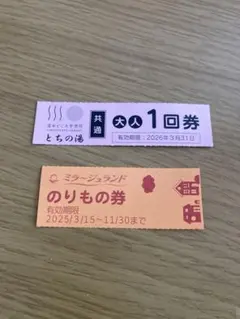 とちの湯
共通
大人1回券
有効期限:2026年3月31日
ミラージュランド
のりもの券
有効期限
2025/3/15~11/30まで